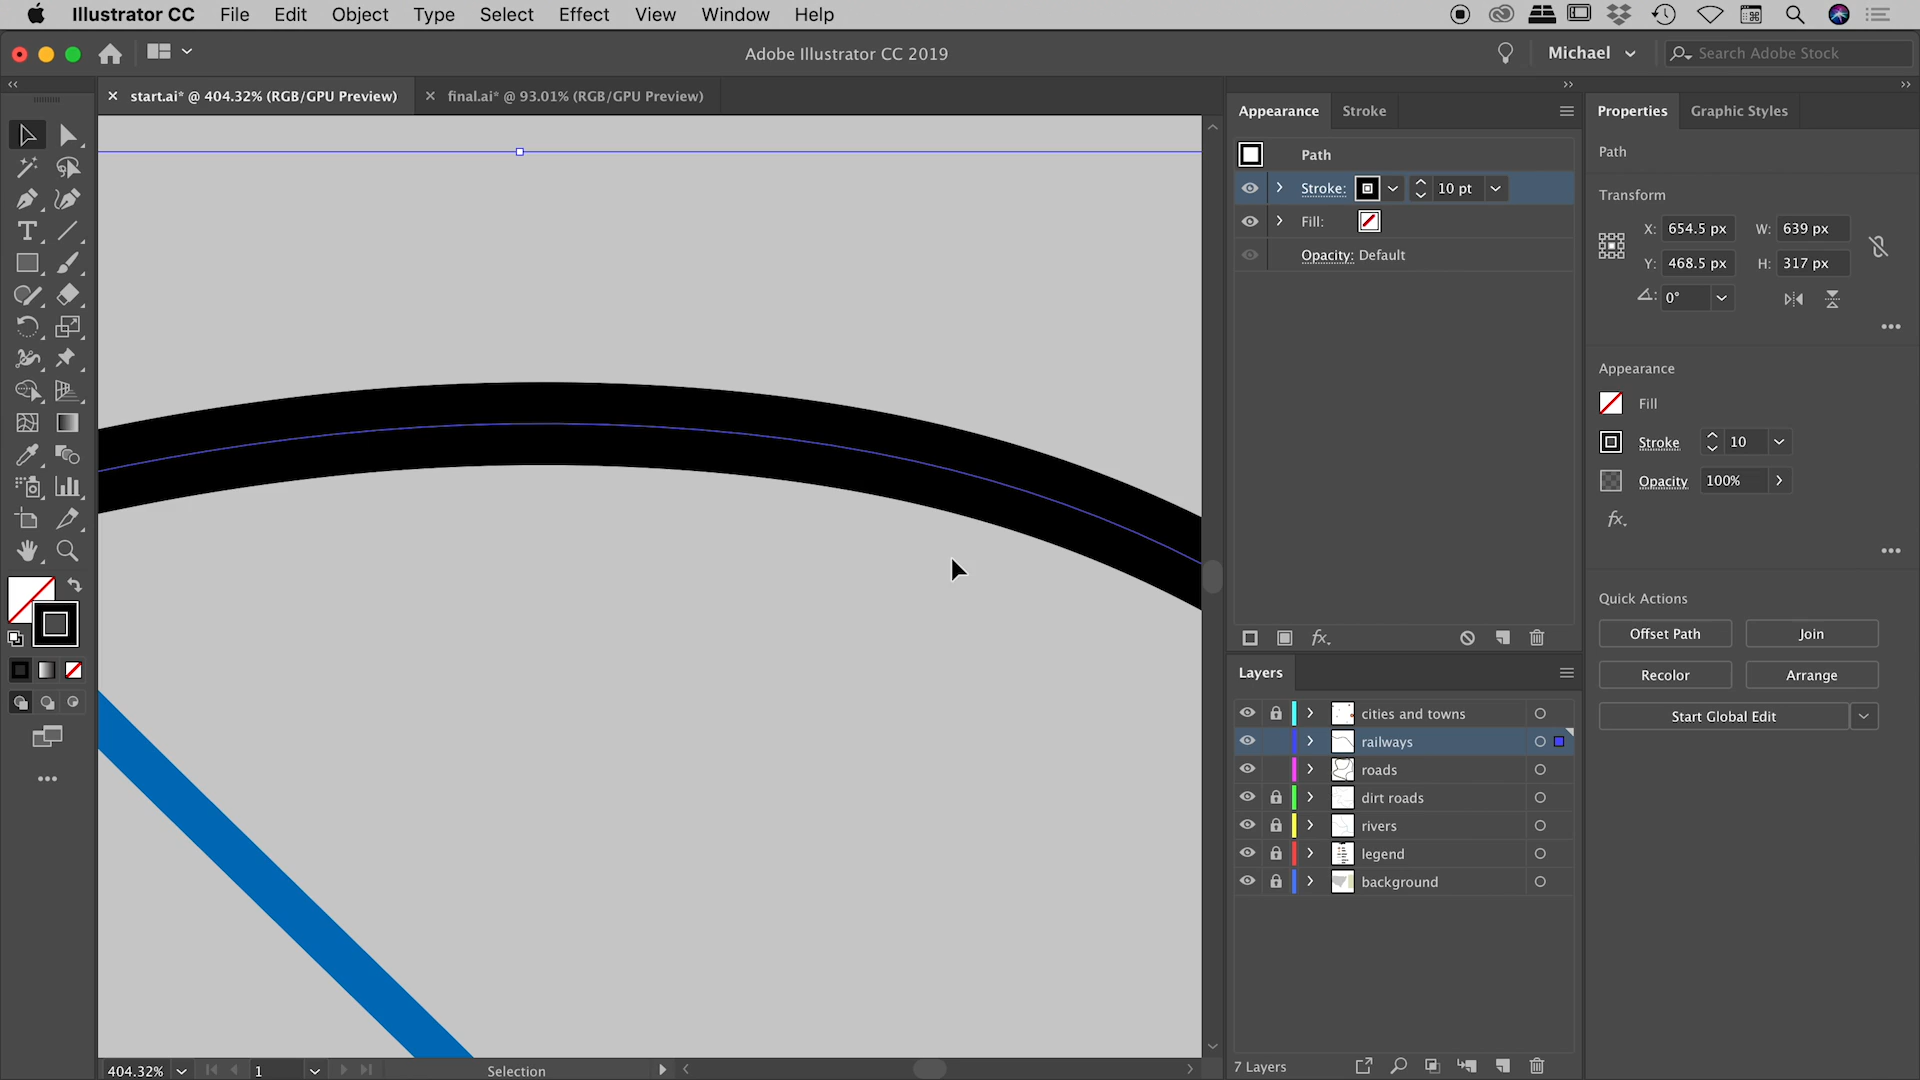 Illustrator CC File Edit Object Type Select Effect View Window Help
Adobe Illustrator CC 2019
Michael
Search Adobe Stock
start.ai* @ 404.32% (RGB/GPU Preview)
final.ai* @ 93.01% (RGB/GPU Preview)
Appearance Stroke
Path
Stroke: 10 pt
Fill:
Opacity: Default
Properties Graphic Styles
Path
Transform
X: 654.5 px W: 639 px
Y: 468.5 px H: 317 px
0°
Appearance
Fill
Stroke 10
Opacity 100%
fx.
Quick Actions
Offset Path Join
Recolor Arrange
Start Global Edit
fx.
Layers
cities and towns
railways
roads
dirt roads
rivers
legend
background
7 Layers
404.32% 1 Selection